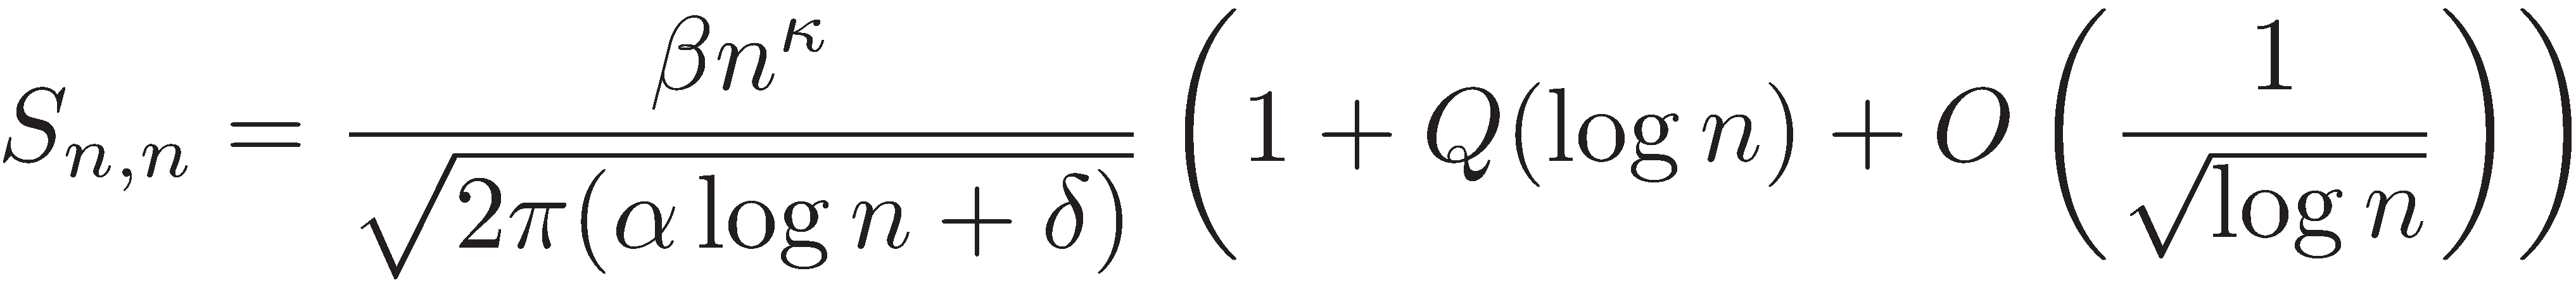 S_{n,n} = \frac{\beta n^{\kappa}}{\sqrt{2\pi(\alpha \log n + \delta)}} \left( 1 + Q(\log n) + O\left( \frac{1}{\sqrt{\log n}} \right) \right)